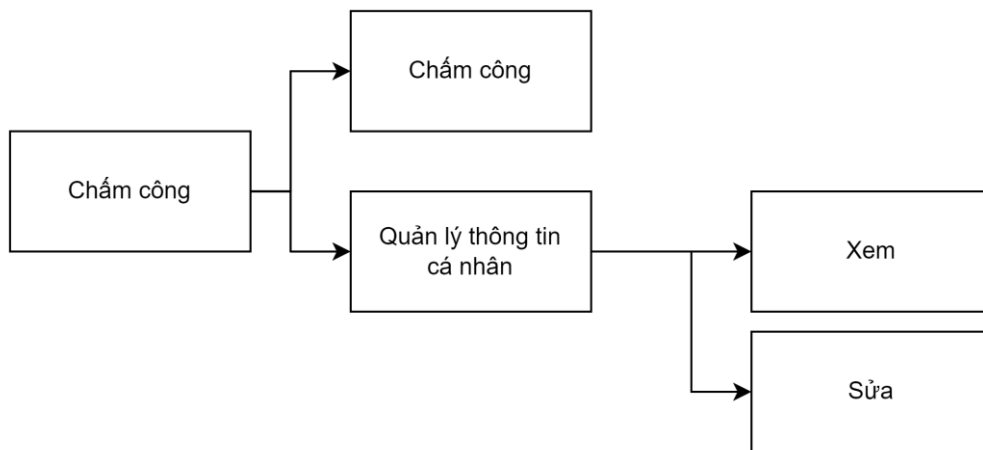 Chấm công
Chấm công
Quản lý thông tin
cá nhân
Xem
Sửa